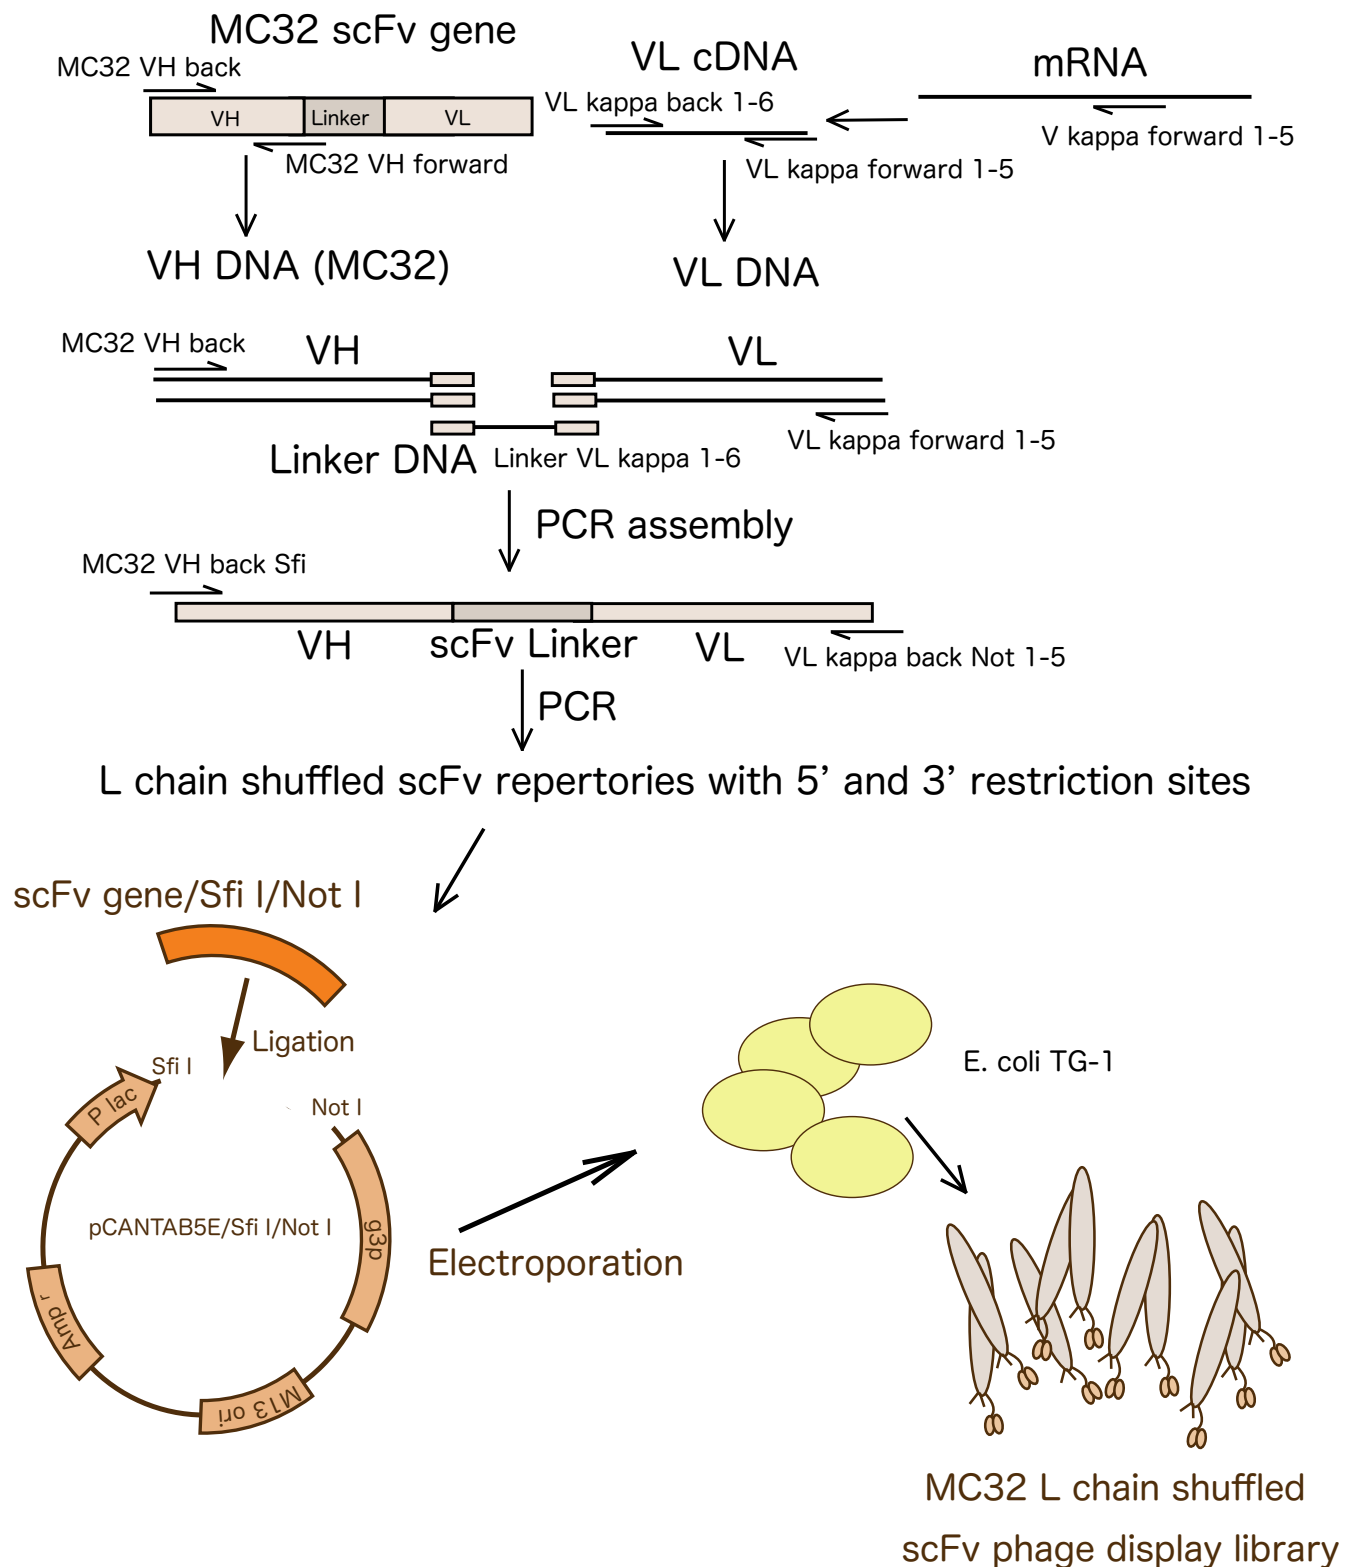 MC32 scFv gene
MC32 VH back
VH
Linker
VL
MC32 VH forward
VH DNA (MC32)
VL cDNA
VL kappa back 1-6
VL kappa forward 1-5
VL DNA
mRNA
V kappa forward 1-5
MC32 VH back
VH
VL
VL kappa forward 1-5
Linker DNA
Linker VL kappa 1-6
PCR assembly
MC32 VH back Sfi
VH
scFv Linker
VL
VL kappa back Not 1-5
PCR
L chain shuffled scFv repertories with 5’ and 3’ restriction sites
scFv gene/Sfi I/Not I
Ligation
Sfi I
P lac
Not I
pCANTAB5E/Sfi I/Not I
g3p
Amp r
M13 ori
Electroporation
E. coli TG-1
MC32 L chain shuffled
scFv phage display library